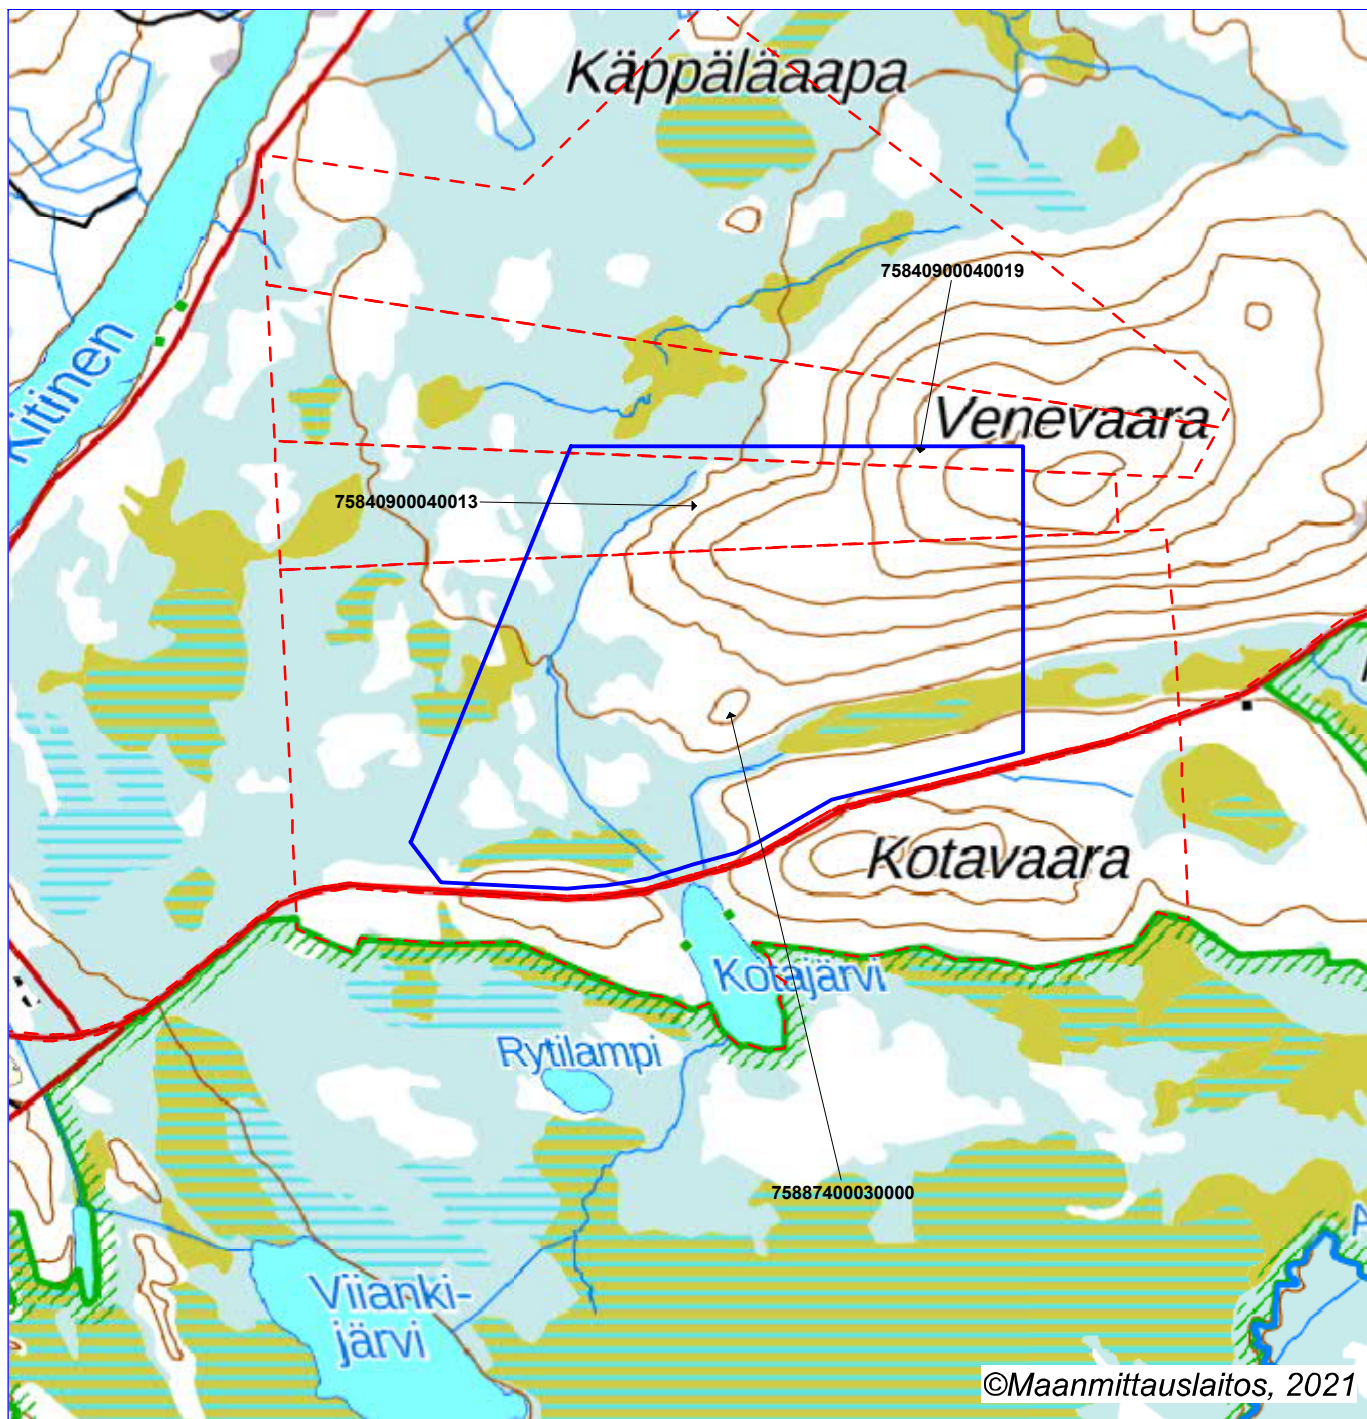 Käppäläaapa
75840900040019
Kitinen
Venevaara
75840900040013
Kotavaara
Kotajärvi
Rytilampi
75887400030000
Viianki-
järvi
©Maanmittauslaitos, 2021